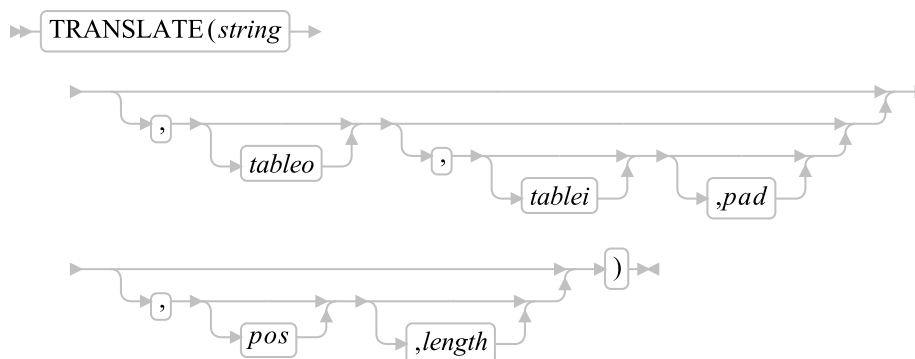 TRANSLATE(string
, ,
tableo
tablei ,pad
, )
pos ,length